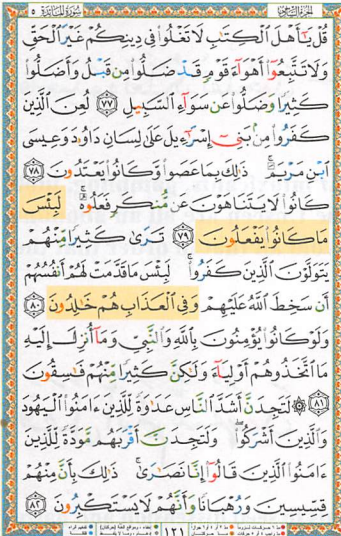 الجزء السابع
سورة المائدة ٥
قُلْ يَٰٓأَهْلَ ٱلْكِتَٰبِ لَا تَغْلُوا۟ فِى دِينِكُمْ غَيْرَ ٱلْحَقِّ
وَلَا تَتَّبِعُوٓا۟ أَهْوَآءَ قَوْمٍ قَدْ ضَلُّوا۟ مِن قَبْلُ وَأَضَلُّوا۟
كَثِيرًا وَضَلُّوا۟ عَن سَوَآءِ ٱلسَّبِيلِ ٧٧ لُعِنَ ٱلَّذِينَ
كَفَرُوا۟ مِنۢ بَنِىٓ إِسْرَٰٓءِيلَ عَلَىٰ لِسَانِ دَاوُۥدَ وَعِيسَى
ٱبْنِ مَرْيَمَ ۚ ذَٰلِكَ بِمَا عَصَوا۟ وَّكَانُوا۟ يَعْتَدُونَ ٧٨
كَانُوا۟ لَا يَتَنَاهَوْنَ عَن مُّنكَرٍ فَعَلُوهُ ۚ لَبِئْسَ
مَا كَانُوا۟ يَفْعَلُونَ ٧٩ تَرَىٰ كَثِيرًا مِّنْهُمْ
يَتَوَلَّوْنَ ٱلَّذِينَ كَفَرُوا۟ ۚ لَبِئْسَ مَا قَدَّمَتْ لَهُمْ أَنفُسُهُمْ
أَن سَخِطَ ٱللَّهُ عَلَيْهِمْ وَفِى ٱلْعَذَابِ هُمْ خَٰلِدُونَ ٨٠
وَلَوْ كَانُوا۟ يُؤْمِنُونَ بِٱللَّهِ وَٱلنَّبِىِّ وَمَآ أُنزِلَ إِلَيْهِ
مَا ٱتَّخَذُوهُمْ أَوْلِيَآءَ وَلَٰكِنَّ كَثِيرًا مِّنْهُمْ فَٰسِقُونَ
٨١ ۞ لَتَجِدَنَّ أَشَدَّ ٱلنَّاسِ عَدَٰوَةً لِّلَّذِينَ ءَامَنُوا۟ ٱلْيَهُودَ
وَٱلَّذِينَ أَشْرَكُوا۟ ۖ وَلَتَجِدَنَّ أَقْرَبَهُم مَّوَدَّةً لِّلَّذِينَ
ءَامَنُوا۟ ٱلَّذِينَ قَالُوٓا۟ إِنَّا نَصَٰرَىٰ ۚ ذَٰلِكَ بِأَنَّ مِنْهُمْ
قِسِّيسِينَ وَرُهْبَانًا وَأَنَّهُمْ لَا يَسْتَكْبِرُونَ ٨٢
١٢١